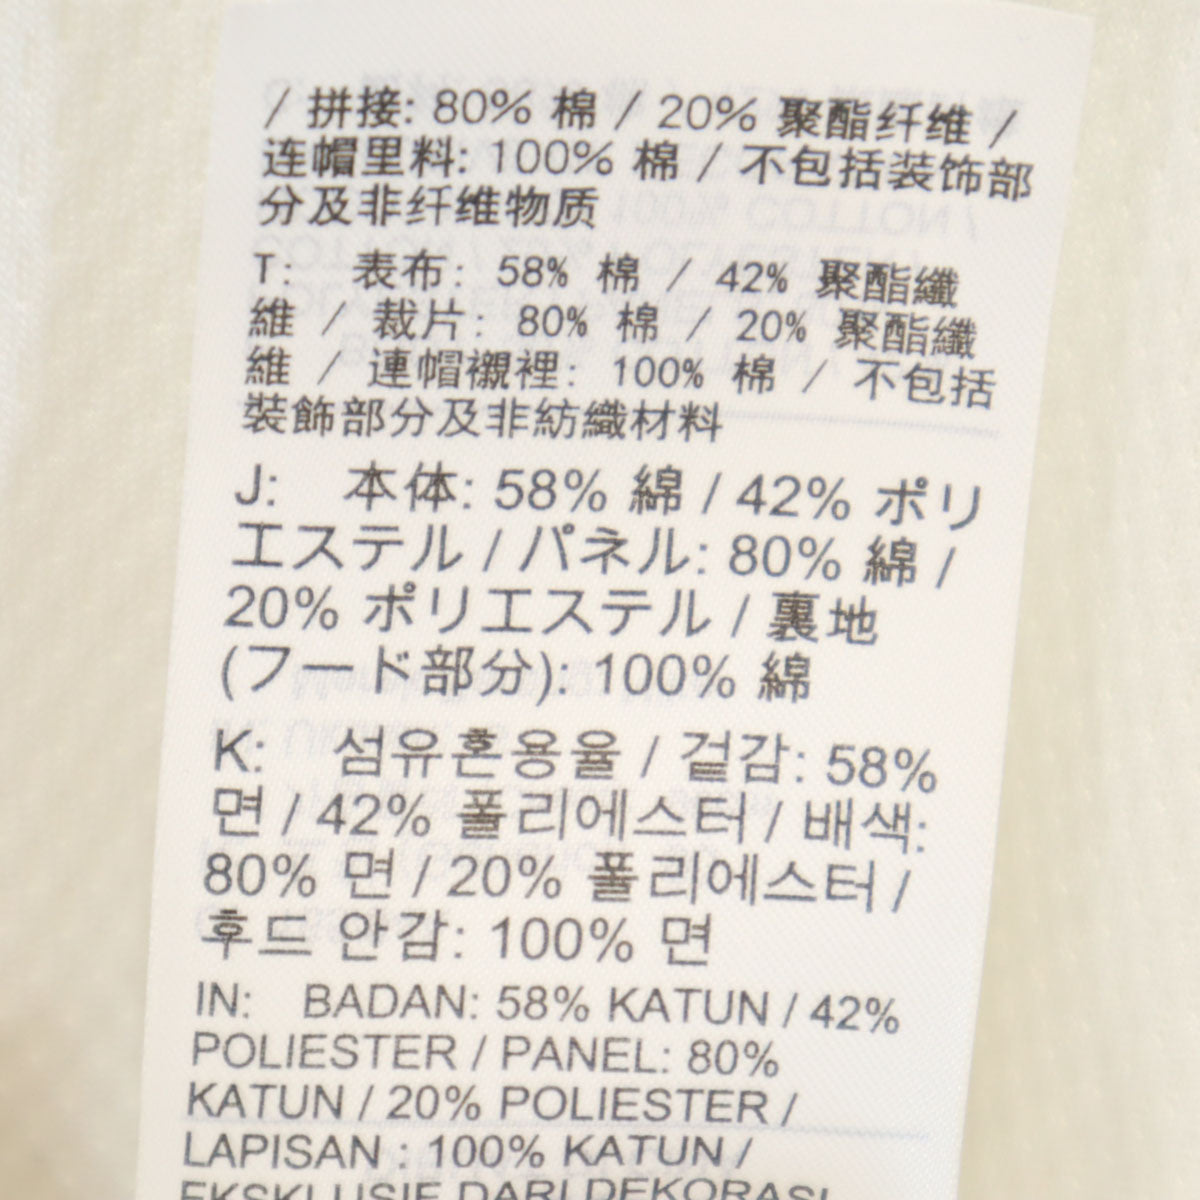 / 拼接: 80% 棉 / 20% 聚酯纤维 /
连帽里料: 100% 棉 / 不包括装饰部
分及非纤维物质
T: 表布: 58% 棉 / 42% 聚酯纖
維 / 裁片: 80% 棉 / 20% 聚酯纖
維 / 連帽襯裡: 100% 棉 / 不包括
裝飾部分及非紡織材料
J: 本体: 58% 綿 / 42% ポリ
エステル / パネル: 80% 綿 /
20% ポリエステル / 裏地
(フード部分): 100% 綿
K: 섬유혼용율 / 겉감: 58%
면 / 42% 폴리에스터 / 배색:
80% 면 / 20% 폴리에스터 /
후드 안감: 100% 면
IN: BADAN: 58% KATUN / 42%
POLIESTER / PANEL: 80%
KATUN / 20% POLIESTER /
LAPISAN : 100% KATUN /
EKSKLUSIF DARI DEKORASI